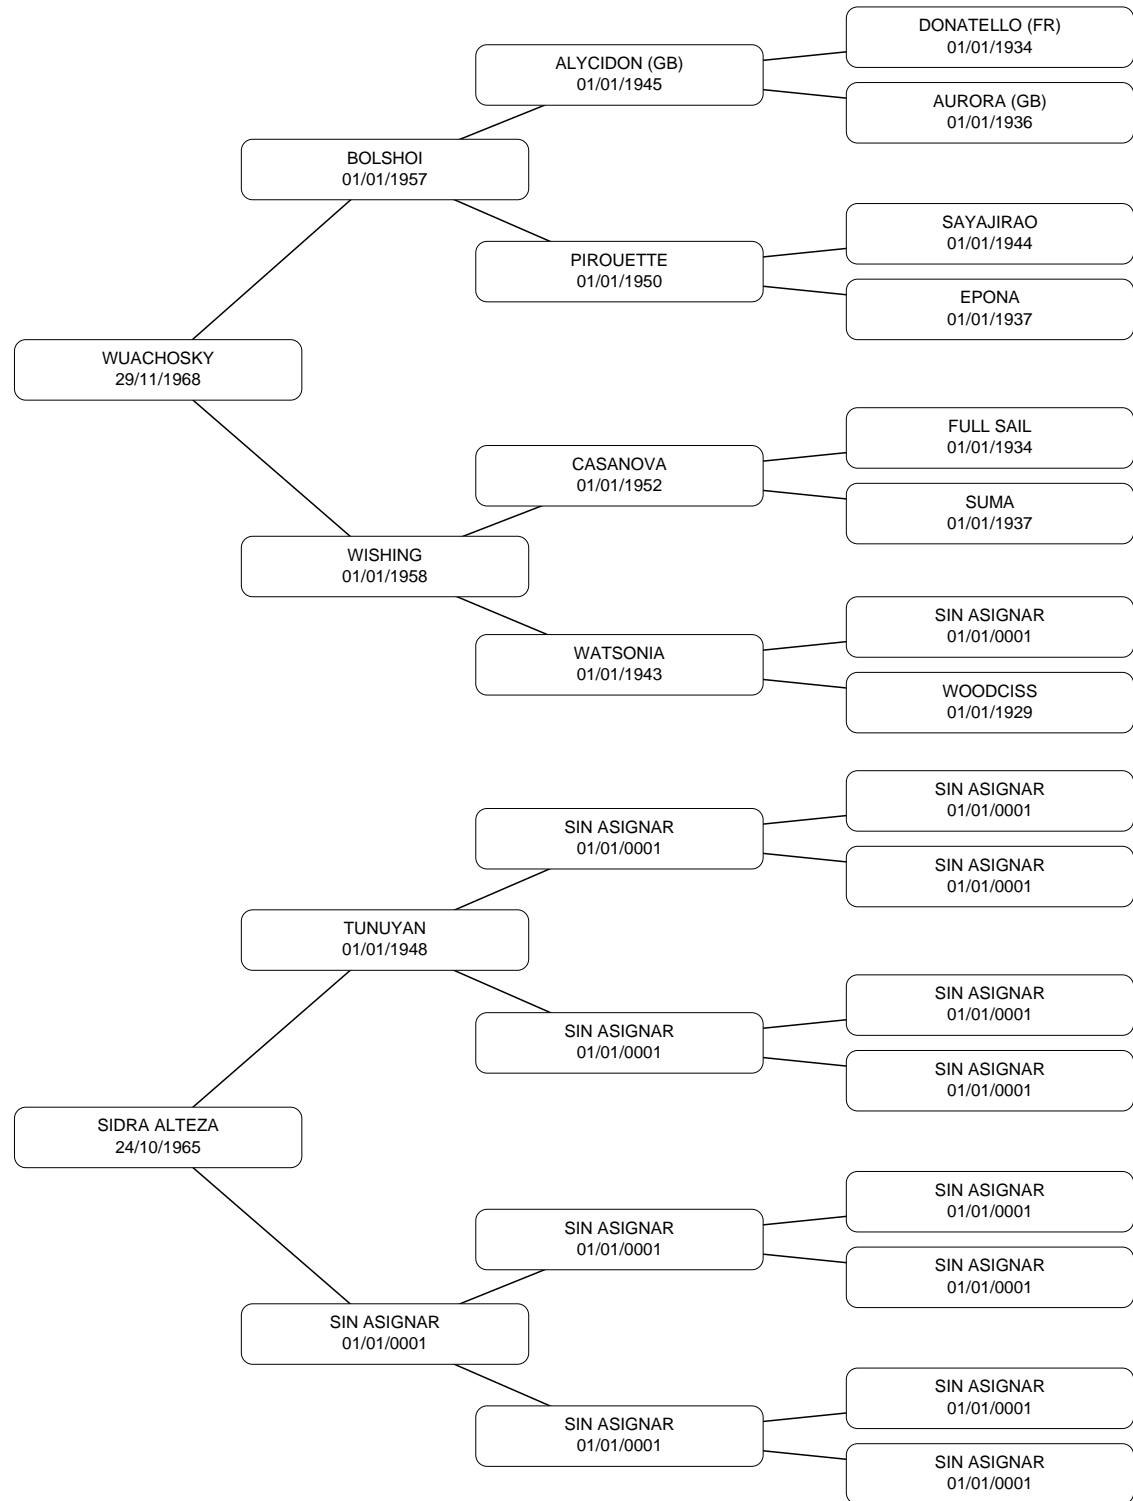 DONATELLO (FR)
01/01/1934
ALYCIDON (GB)
01/01/1945
AURORA (GB)
01/01/1936
BOLSHOI
01/01/1957
SAYAJIRAO
01/01/1944
PIROUETTE
01/01/1950
EPONA
01/01/1937
WUACHOSKY
29/11/1968
FULL SAIL
01/01/1934
CASANOVA
01/01/1952
SUMA
01/01/1937
WISHING
01/01/1958
SIN ASIGNAR
01/01/0001
WATSONIA
01/01/1943
WOODCISS
01/01/1929
SIN ASIGNAR
01/01/0001
SIN ASIGNAR
01/01/0001
SIN ASIGNAR
01/01/0001
TUNUYAN
01/01/1948
SIN ASIGNAR
01/01/0001
SIN ASIGNAR
01/01/0001
SIN ASIGNAR
01/01/0001
SIDRA ALTEZA
24/10/1965
SIN ASIGNAR
01/01/0001
SIN ASIGNAR
01/01/0001
SIN ASIGNAR
01/01/0001
SIN ASIGNAR
01/01/0001
SIN ASIGNAR
01/01/0001
SIN ASIGNAR
01/01/0001
SIN ASIGNAR
01/01/0001